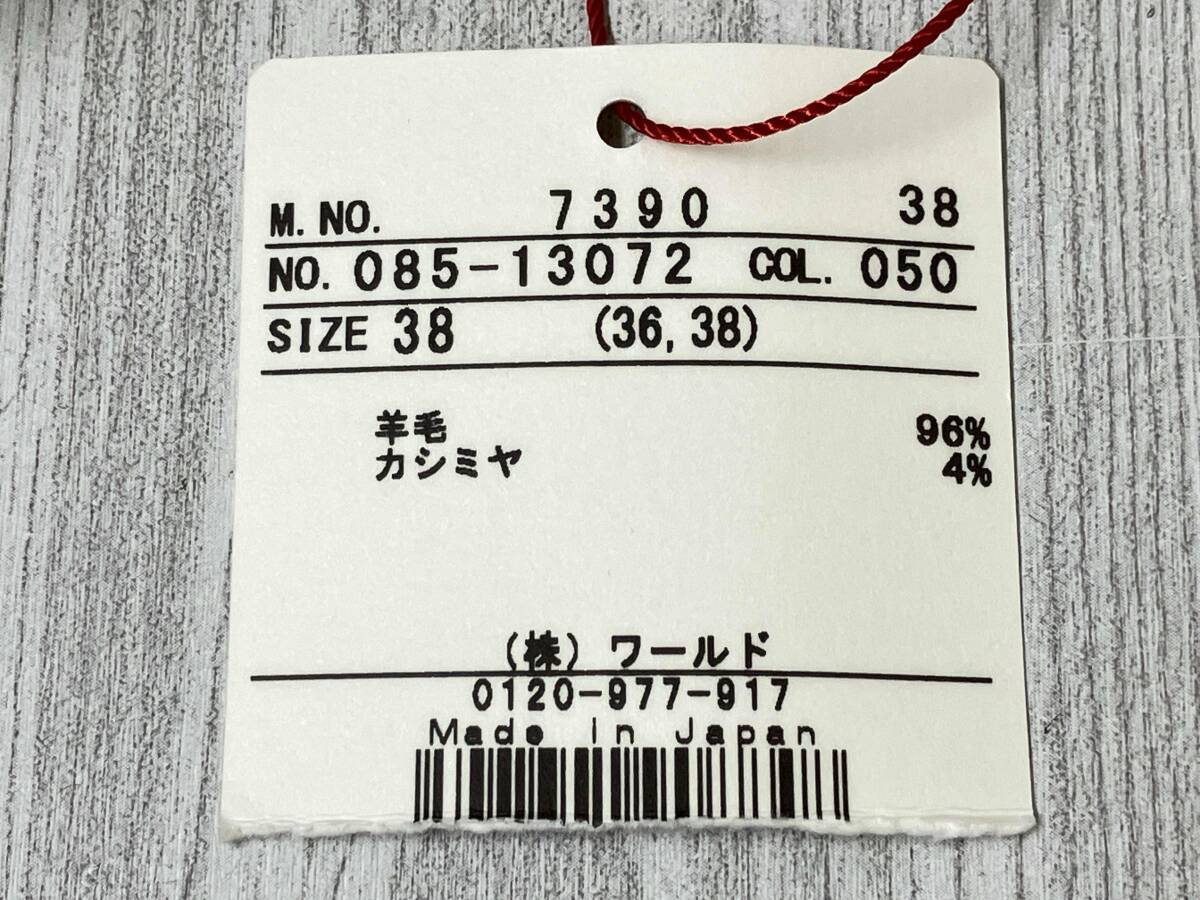 M. NO. 7390 38
NO. 085-13072 COL. 050
SIZE 38 (36, 38)
羊毛 96%
カシミヤ 4%
(株) ワールド
0120-977-917
Made in Japan